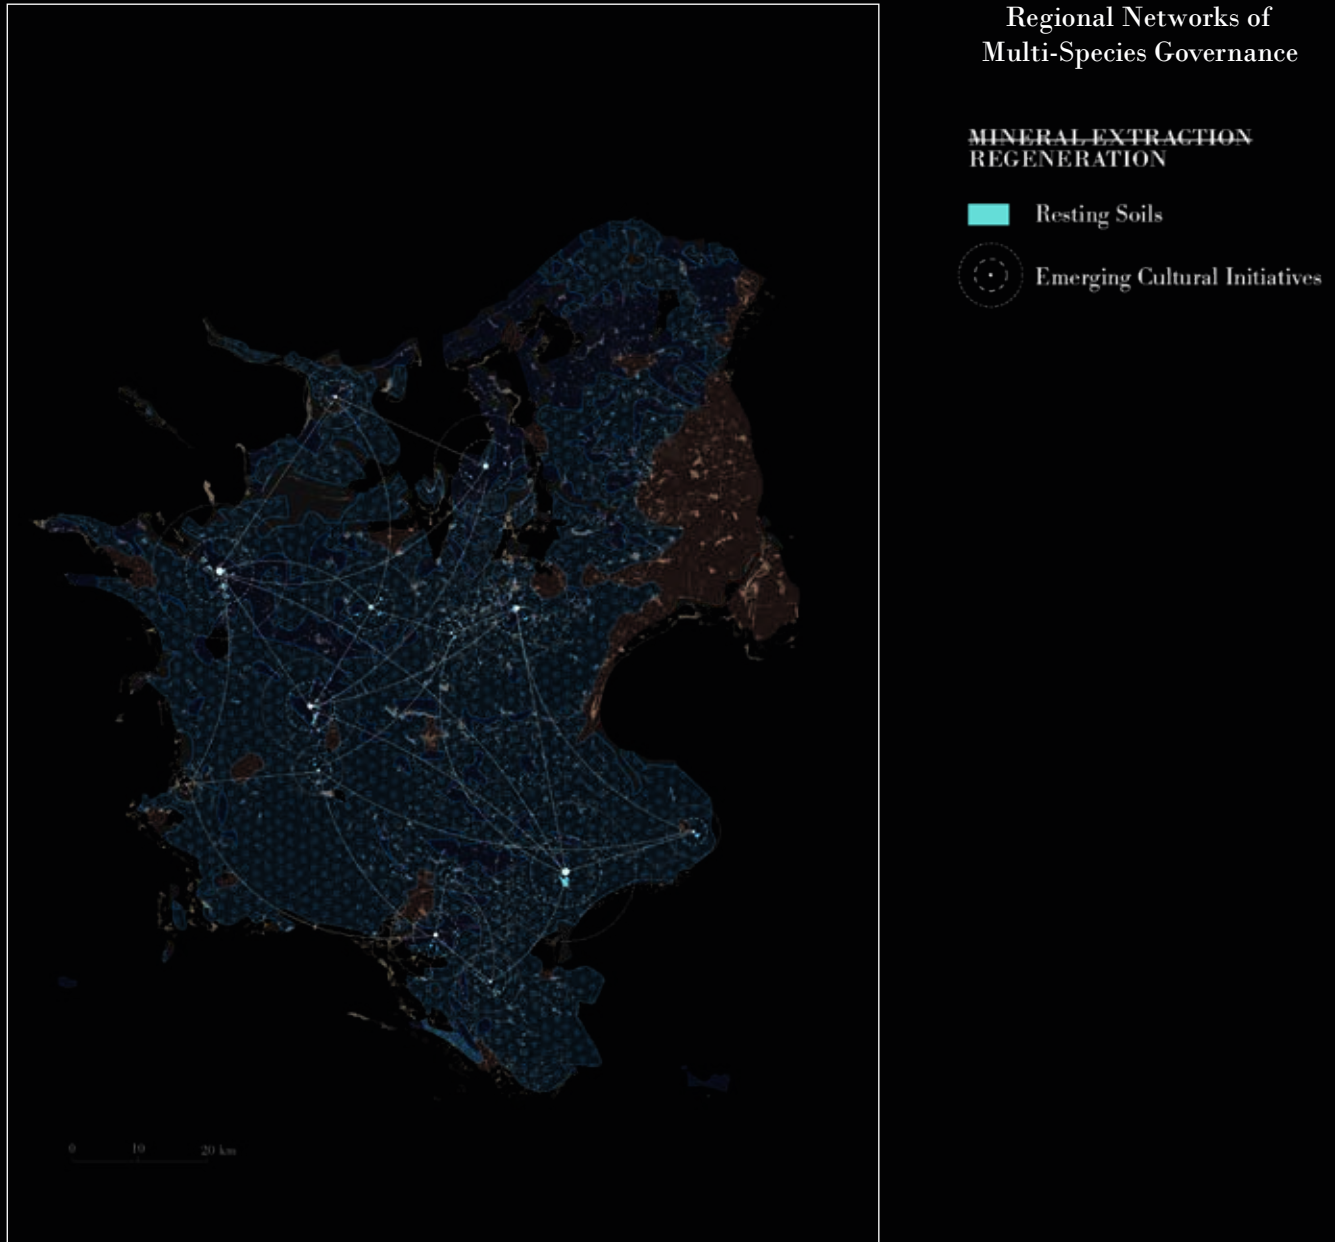 Regional Networks of
Multi-Species Governance
MINERAL EXTRACTION
REGENERATION
Resting Soils
Emerging Cultural Initiatives
0 10 20 km